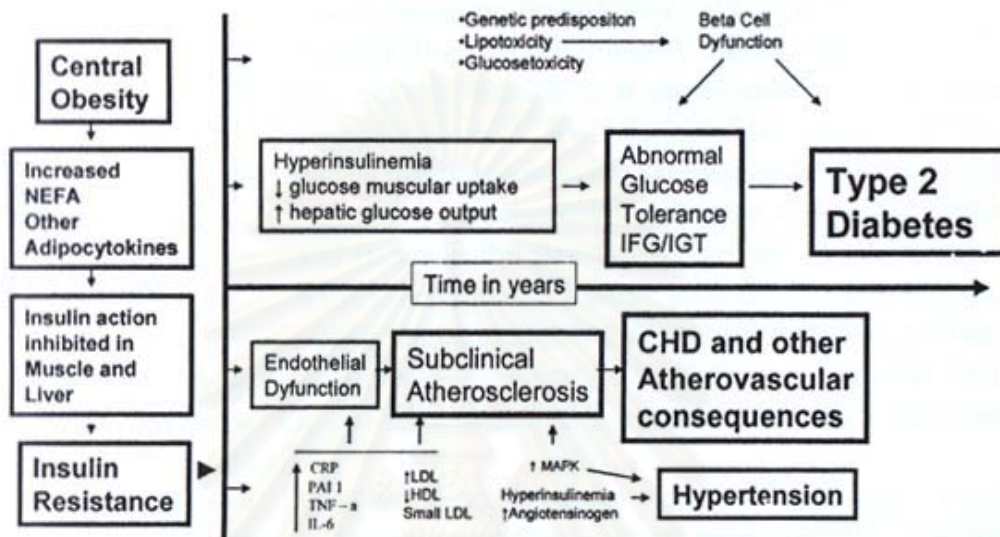 •Genetic predispositon
•Lipotoxicity
•Glucosetoxicity
Beta Cell
Dyfunction
Central
Obesity
Increased
NEFA
Other
Adipocytokines
Insulin action
inhibited in
Muscle and
Liver
Insulin
Resistance
Hyperinsulinemia
↓ glucose muscular uptake
↑ hepatic glucose output
Abnormal
Glucose
Tolerance
IFG/IGT
Type 2
Diabetes
Time in years
Endothelial
Dyfunction
Subclinical
Atherosclerosis
CHD and other
Atherovascular
consequences
↑ CRP
PAI 1
TNF – a
IL-6
↑LDL
↓HDL
Small LDL
↑ MAPK
Hyperinsulinemia
↑Angiotensinogen
Hypertension